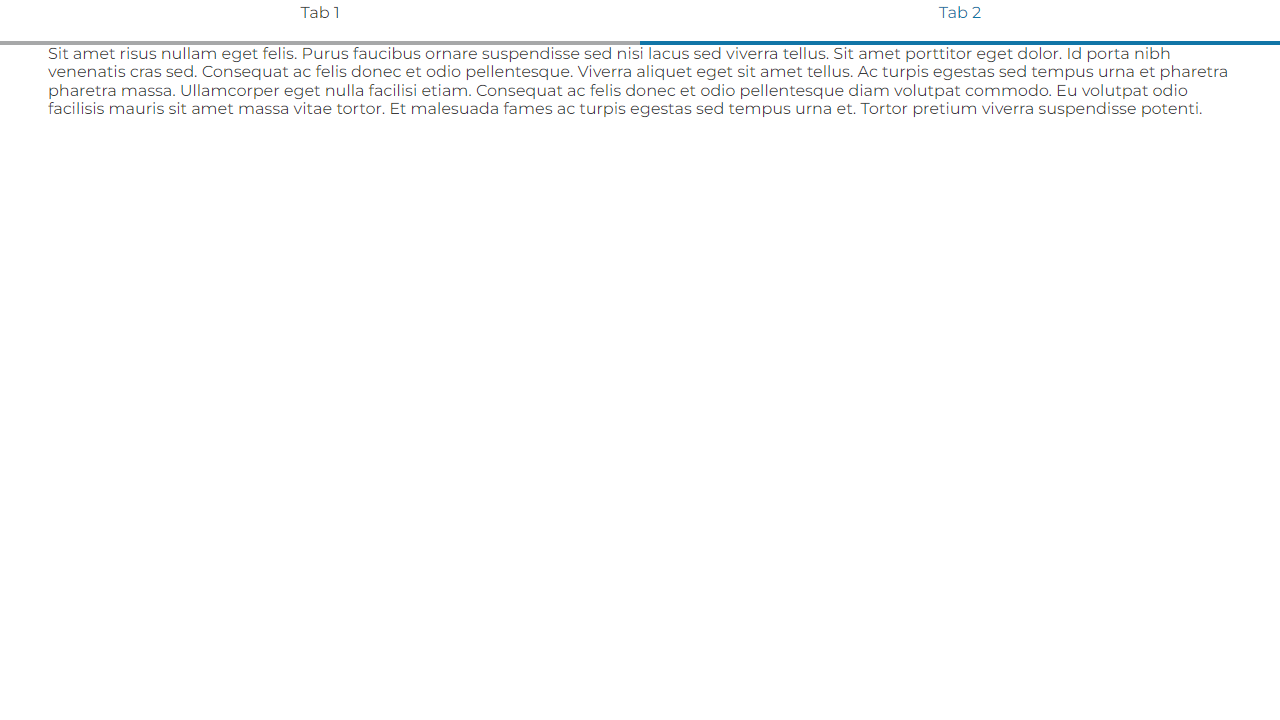 Tab 1
Tab 2
Sit amet risus nullam eget felis. Purus faucibus ornare suspendisse sed nisi lacus sed viverra tellus. Sit amet porttitor eget dolor. Id porta nibh
venenatis cras sed. Consequat ac felis donec et odio pellentesque. Viverra aliquet eget sit amet tellus. Ac turpis egestas sed tempus urna et pharetra
pharetra massa. Ullamcorper eget nulla facilisi etiam. Consequat ac felis donec et odio pellentesque diam volutpat commodo. Eu volutpat odio
facilisis mauris sit amet massa vitae tortor. Et malesuada fames ac turpis egestas sed tempus urna et. Tortor pretium viverra suspendisse potenti.